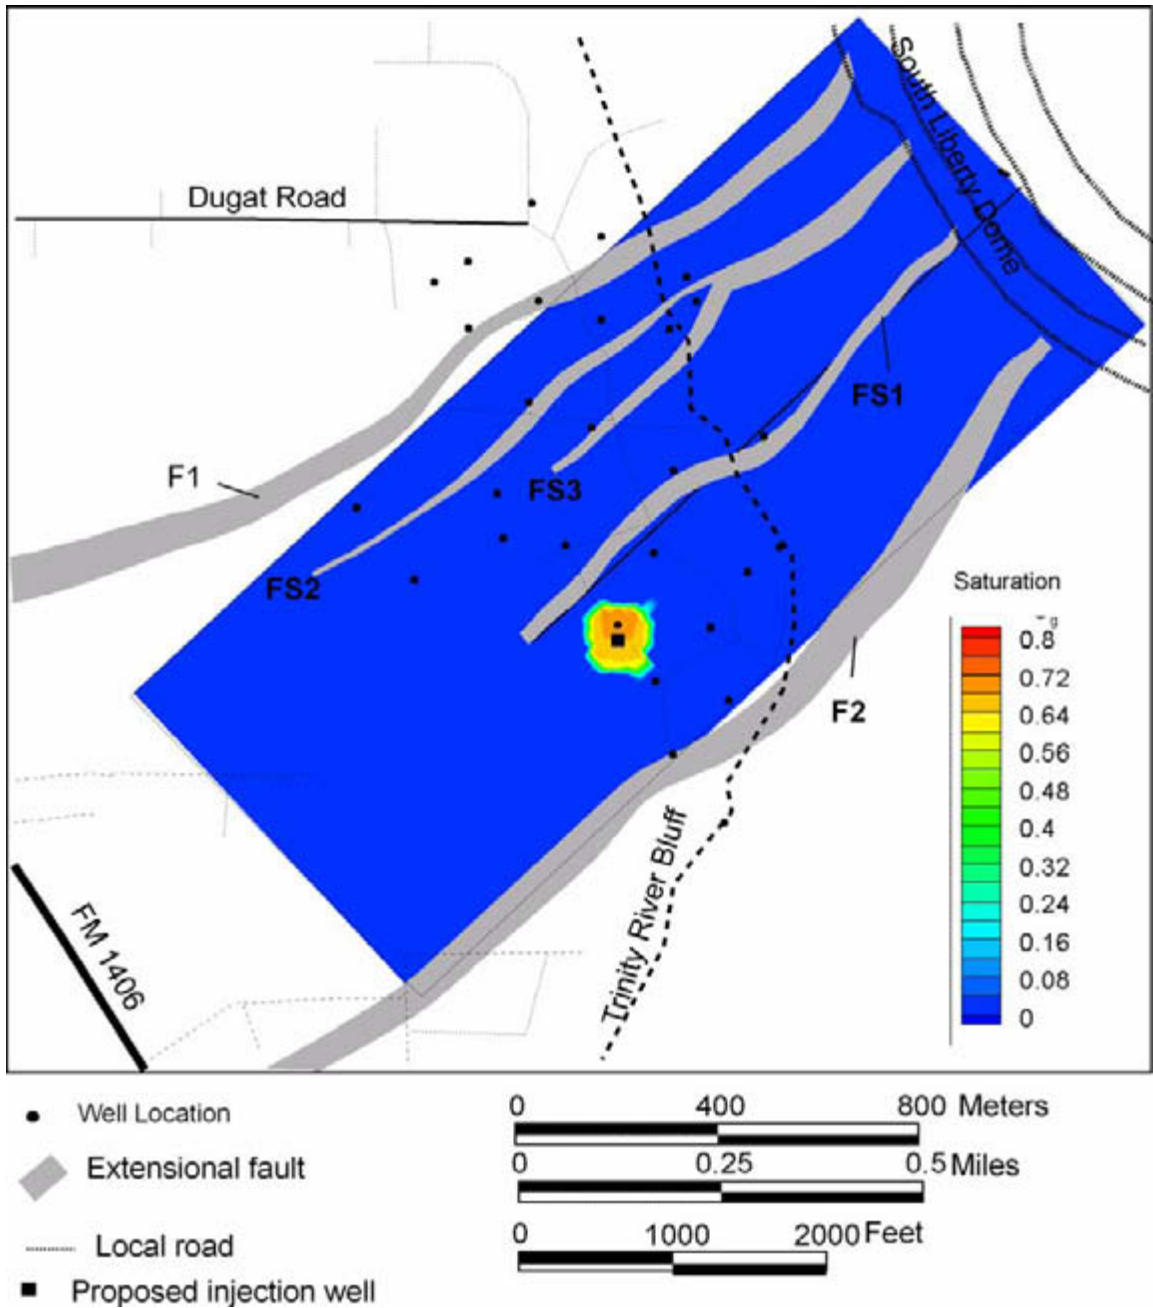 South Liberty Dome
Dugat Road
FS1
F1
FS3
FS2
Saturation
g
0.8
0.72
0.64
0.56
0.48
0.4
0.32
0.24
0.16
0.08
0
F2
Trinity River Bluff
FM 1406
Well Location
Extensional fault
Local road
Proposed injection well
0 400 800 Meters
0 0.25 0.5 Miles
0 1000 2000 Feet